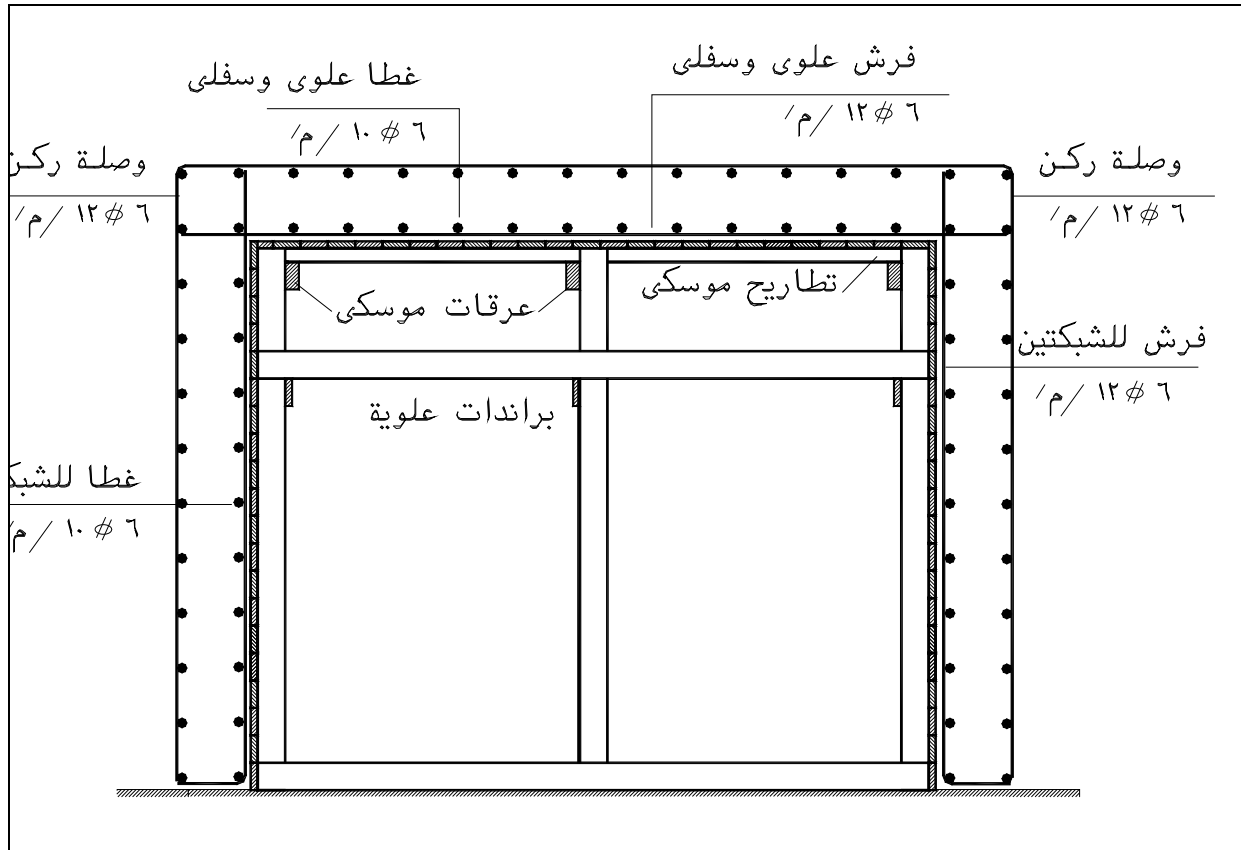 فرش علوى وسفلى
٦ φ ١٢ /م/
غطا علوى وسفلى
٦ φ ١٠ /م/
وصلة ركن
٦ φ ١٢ /م/
وصلة ركن
٦ φ ١٢ /م/
تطاريح موسكى
عرقات موسكى
فرش للشبكتين
٦ φ ١٢ /م/
براندات علوية
غطا
٦ φ ١٠ /م/